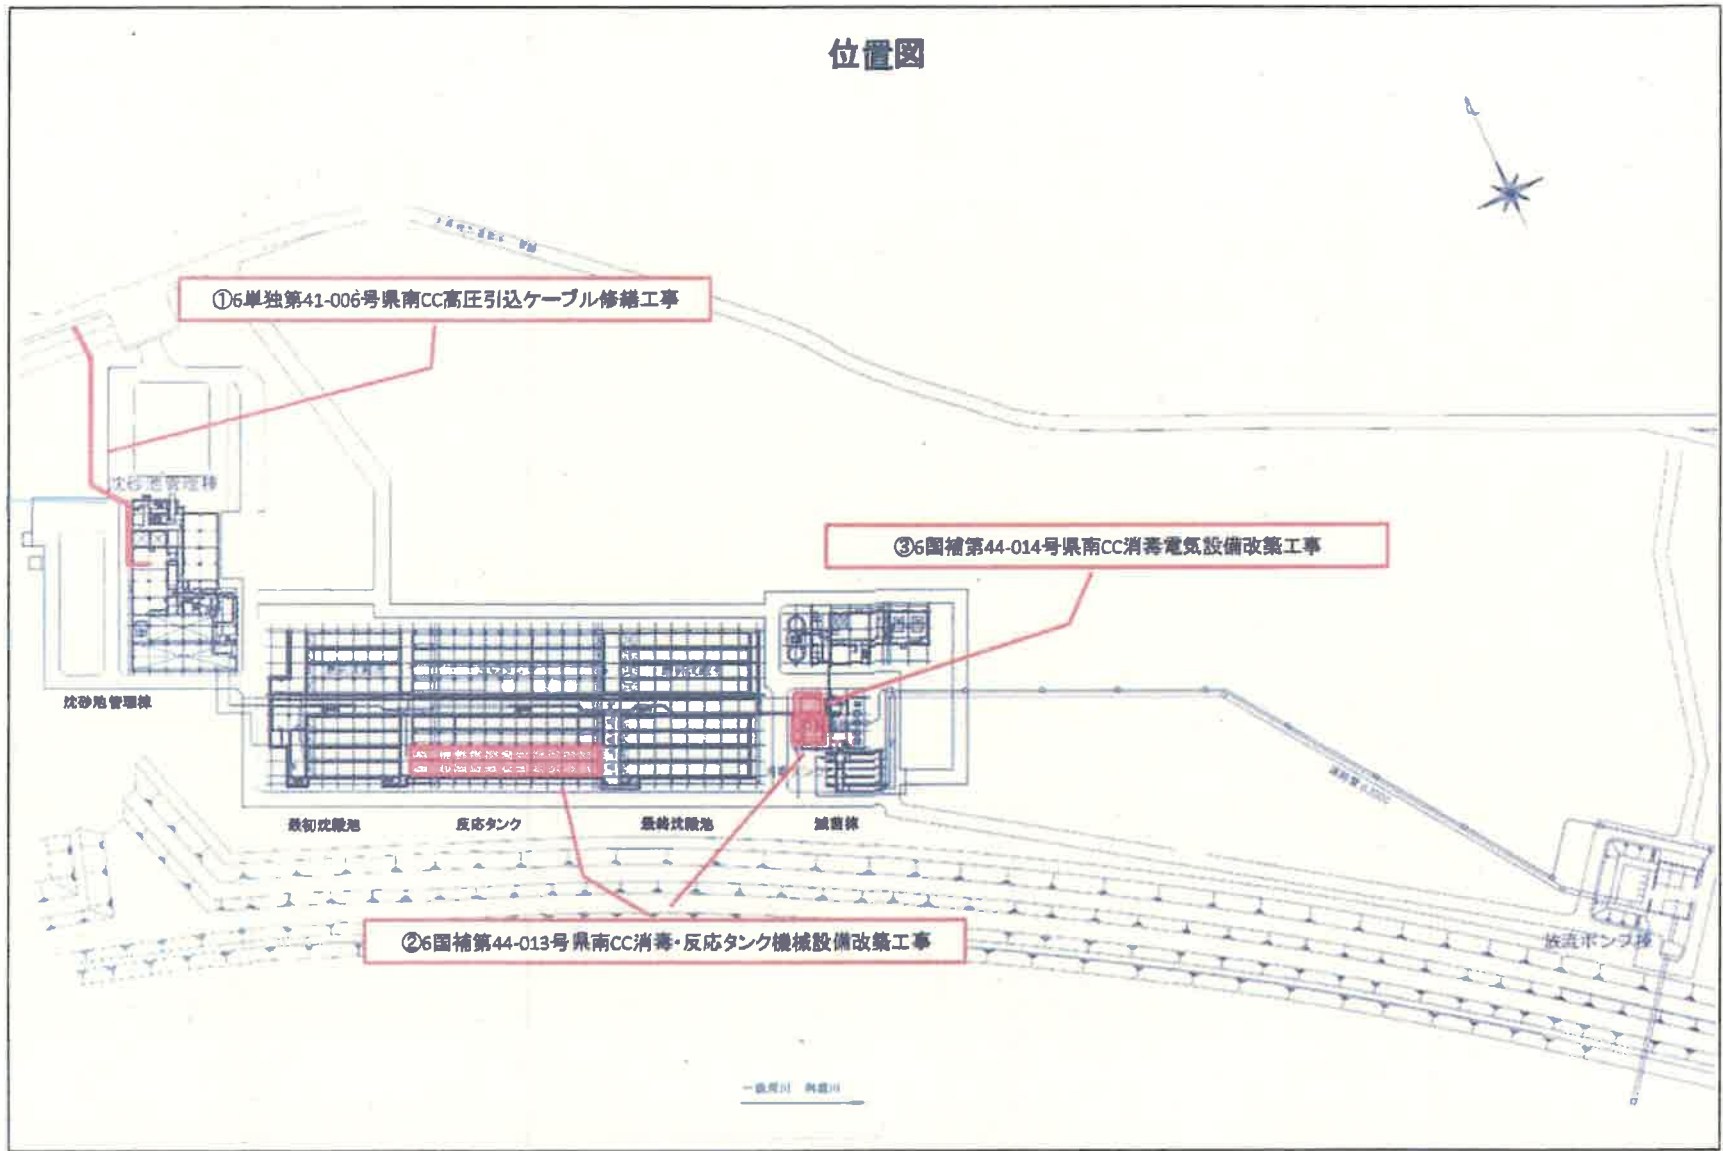 位置図
①6単独第41-006号県南CC高圧引込ケーブル修繕工事
沈砂池管理棟
③6国補第44-014号県南CC消毒電気設備改築工事
沈砂池管理棟
最初沈殿池
反応タンク
最終沈殿池
滅菌棟
②6国補第44-013号県南CC消毒・反応タンク機械設備改築工事
放流ポンプ棟